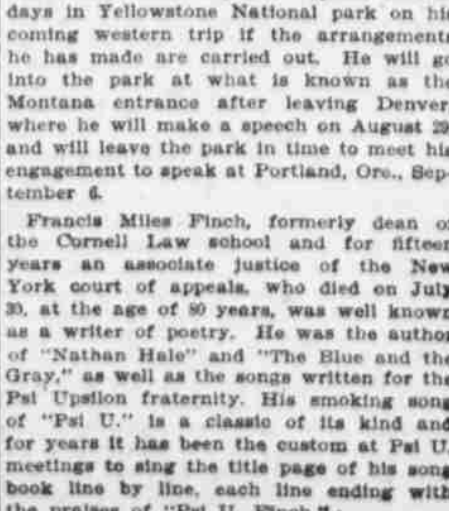 days in Yellowstone National park on his
coming western trip if the arrangements
he has made are carried out. He will go
into the park at what is known as the
Montana entrance after leaving Denver,
where he will make a speech on August 29,
and will leave the park in time to meet his
engagement to speak at Portland, Ore., Sep-
tember 6.
Francis Miles Finch, formerly dean of
the Cornell Law school and for fifteen
years an associate justice of the New
York court of appeals, who died on July
30, at the age of 80 years, was well known
as a writer of poetry. He was the author
of "Nathan Hale" and "The Blue and the
Gray," as well as the songs written for the
Psi Upsilon fraternity. His smoking song
of "Psi U." is a classic of its kind and
for years it has been the custom at Psi U.
meetings to sing the title page of his song
book line by line, each line ending with
the praises of "Psi U. Finch."